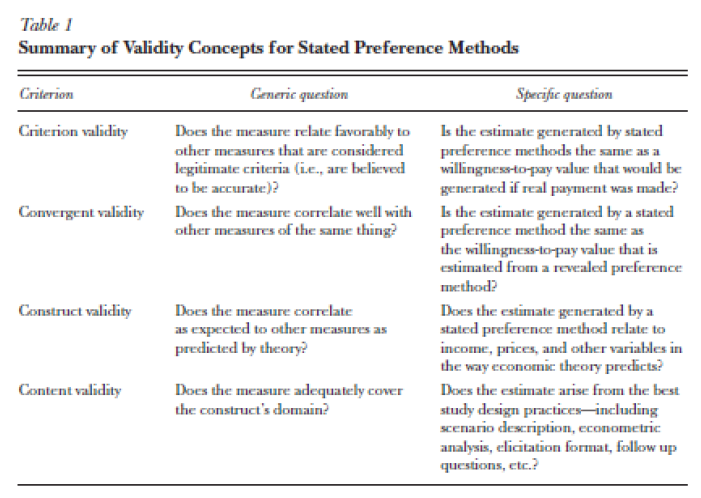 Table 1
Summary of Validity Concepts for Stated Preference Methods
Criterion Generic question Specific question
Criterion validity Does the measure relate favorably to Is the estimate generated by stated
other measures that are considered preference methods the same as a
legitimate criteria (i.e., are believed willingness-to-pay value that would be
to be accurate)? generated if real payment was made?
Convergent validity Does the measure correlate well with Is the estimate generated by a stated
other measures of the same thing? preference method the same as
the willingness-to-pay value that is
estimated from a revealed preference
method?
Construct validity Does the measure correlate Does the estimate generated by a
as expected to other measures as stated preference method relate to
predicted by theory? income, prices, and other variables in
the way economic theory predicts?
Content validity Does the measure adequately cover Does the estimate arise from the best
the construct's domain? study design practices—including
scenario description, econometric
analysis, elicitation format, follow up
questions, etc.?